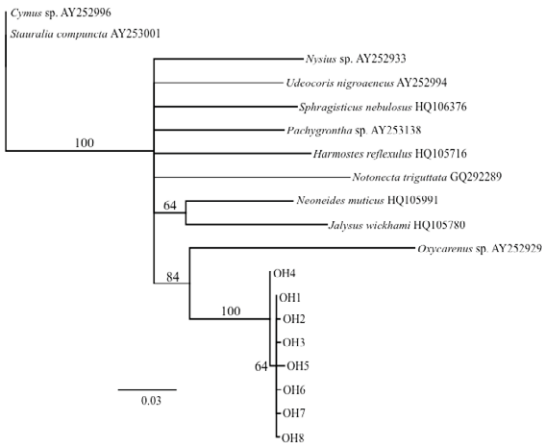 Cymus sp. AY252996
Stauralia compuncta AY253001
Nysius sp. AY252933
Udeocoris nigroaeneus AY252994
Sphragisticus nebulosus HQ106376
Pachygrontha sp. AY253138
100
Harmostes reflexulus HQ105716
Notonecta triguttata GQ292289
Neoneides muticus HQ105991
64
Jalysus wickhami HQ105780
Oxycarenus sp. AY252929
84
OH4
OH1
100
OH2
OH3
64
OH5
OH6
0.03
OH7
OH8